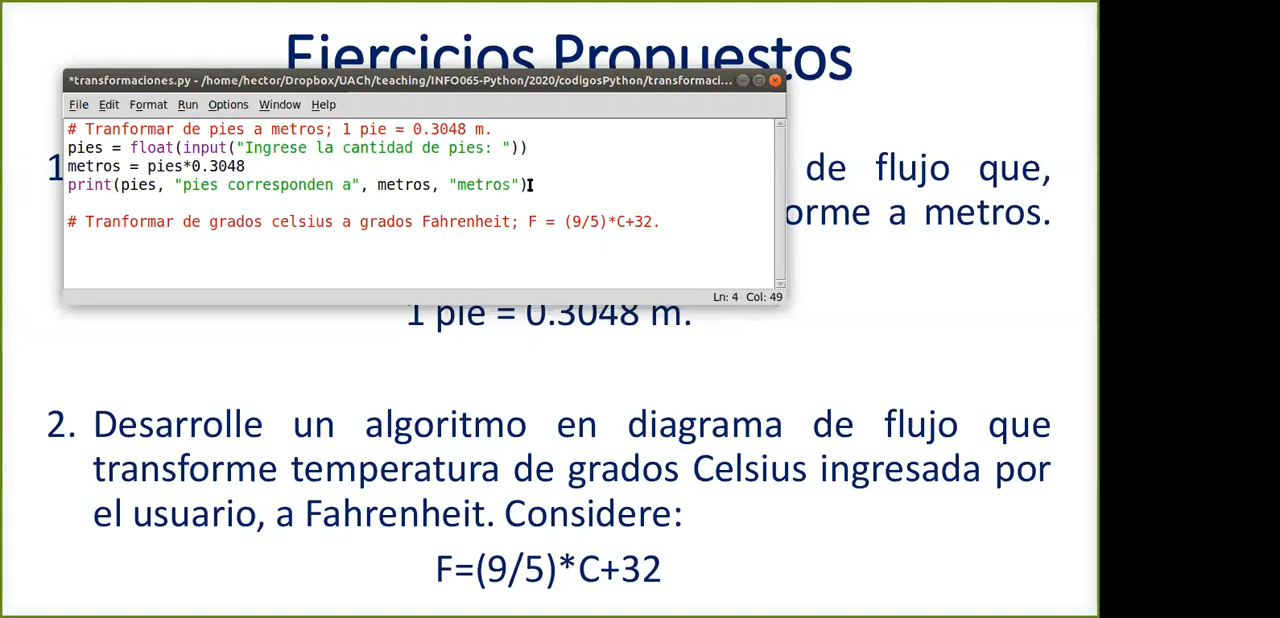 Ejercicios Propuestos
*transformaciones.py - /home/hector/Dropbox/UACh/teaching/INFO065-Python/2020/codigosPython/transformaci...
File Edit Format Run Options Window Help
# Tranformar de pies a metros; 1 pie = 0.3048 m.
pies = float(input("Ingrese la cantidad de pies: "))
metros = pies*0.3048
print(pies, "pies corresponden a", metros, "metros")
# Tranformar de grados celsius a grados Fahrenheit; F = (9/5)*C+32.
Ln: 4 Col: 49
1 de flujo que,
orme a metros.
1 pie = 0.3048 m.
2. Desarrolle un algoritmo en diagrama de flujo que
transforme temperatura de grados Celsius ingresada por
el usuario, a Fahrenheit. Considere:
F=(9/5)*C+32